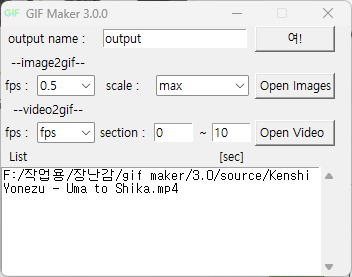 GIF GIF Maker 3.0.0
output name : output 여!
--image2gif--
fps : 0.5 scale : max Open Images
--video2gif--
fps : fps section : 0 ~ 10 Open Video
List [sec]
F:/작업용/장난감/gif maker/3.0/source/Kenshi
Yonezu - Uma to Shika.mp4